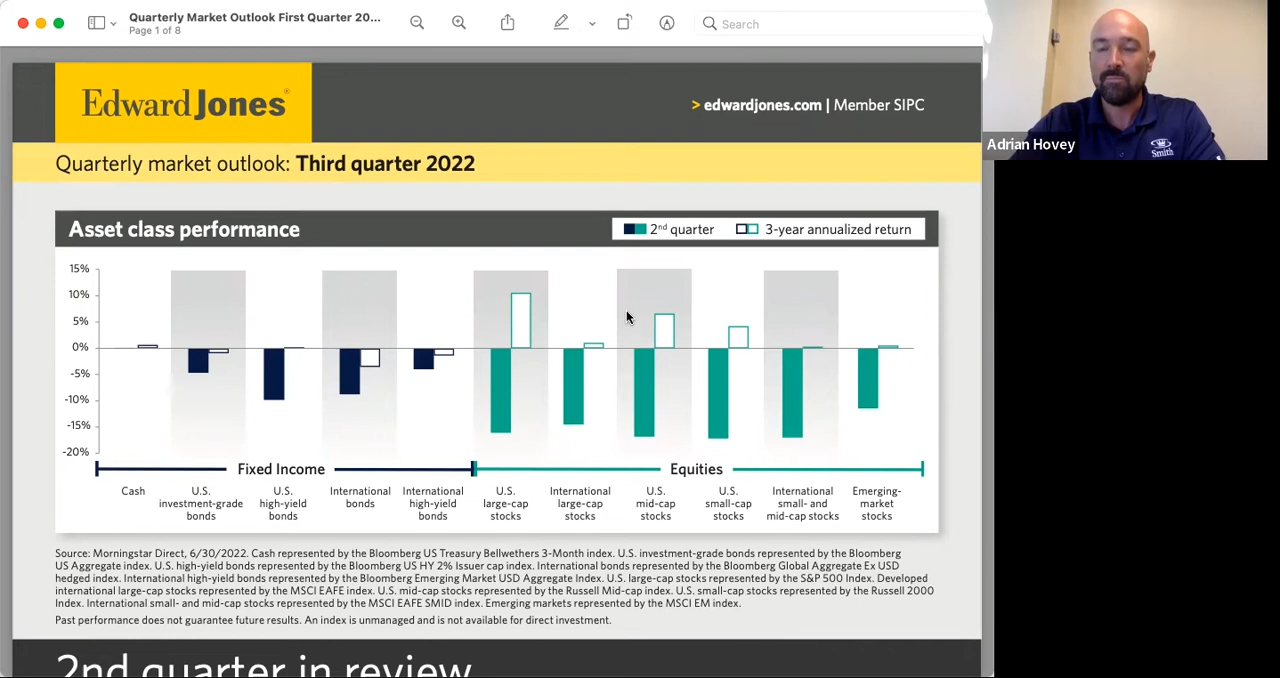 Quarterly Market Outlook First Quarter 20...
Page 1 of 8
Search
Edward Jones®
> edwardjones.com | Member SIPC
Adrian Hovey
Smith
Quarterly market outlook: Third quarter 2022
Asset class performance
2nd quarter
3-year annualized return
15%
10%
5%
0%
-5%
-10%
-15%
-20%
Fixed Income
Equities
Cash
U.S.
investment-grade
bonds
U.S.
high-yield
bonds
International
bonds
International
high-yield
bonds
U.S.
large-cap
stocks
International
large-cap
stocks
U.S.
mid-cap
stocks
U.S.
small-cap
stocks
International
small- and
mid-cap stocks
Emerging-
market
stocks
Source: Morningstar Direct, 6/30/2022. Cash represented by the Bloomberg US Treasury Bellwethers 3-Month index. U.S. investment-grade bonds represented by the Bloomberg
US Aggregate index. U.S. high-yield bonds represented by the Bloomberg US HY 2% Issuer cap index. International bonds represented by the Bloomberg Global Aggregate Ex USD
hedged index. International high-yield bonds represented by the Bloomberg Emerging Market USD Aggregate Index. U.S. large-cap stocks represented by the S&P 500 Index. Developed
international large-cap stocks represented by the MSCI EAFE index. U.S. mid-cap stocks represented by the Russell Mid-cap index. U.S. small-cap stocks represented by the Russell 2000
Index. International small- and mid-cap stocks represented by the MSCI EAFE SMID index. Emerging markets represented by the MSCI EM index.
Past performance does not guarantee future results. An index is unmanaged and is not available for direct investment.
2nd quarter in review